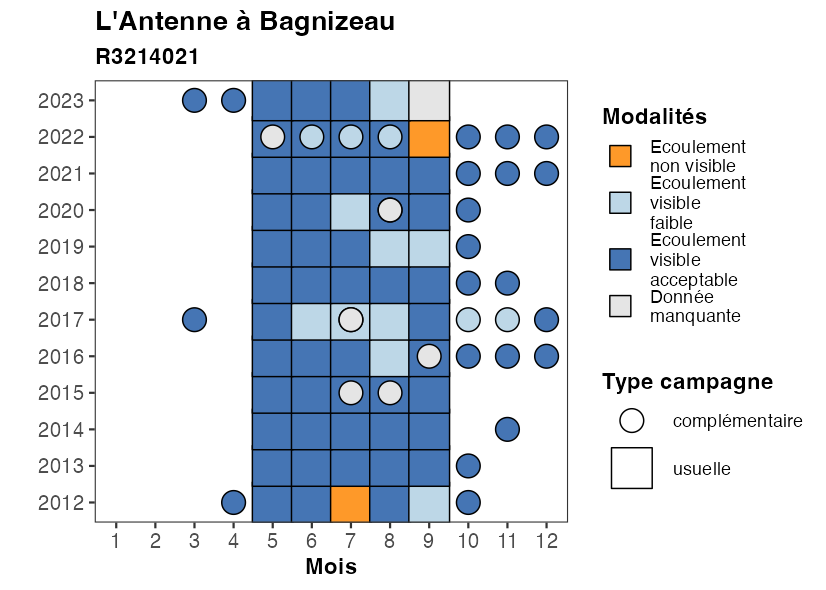 L'Antenne à Bagnizeau
R3214021
2023
2022
2021
2020
2019
2018
2017
2016
2015
2014
2013
2012
1 2 3 4 5 6 7 8 9 10 11 12
Mois
Modalités
Ecoulement
non visible
Ecoulement
visible
faible
Ecoulement
visible
acceptable
Donnée
manquante
Type campagne
complémentaire
usuelle